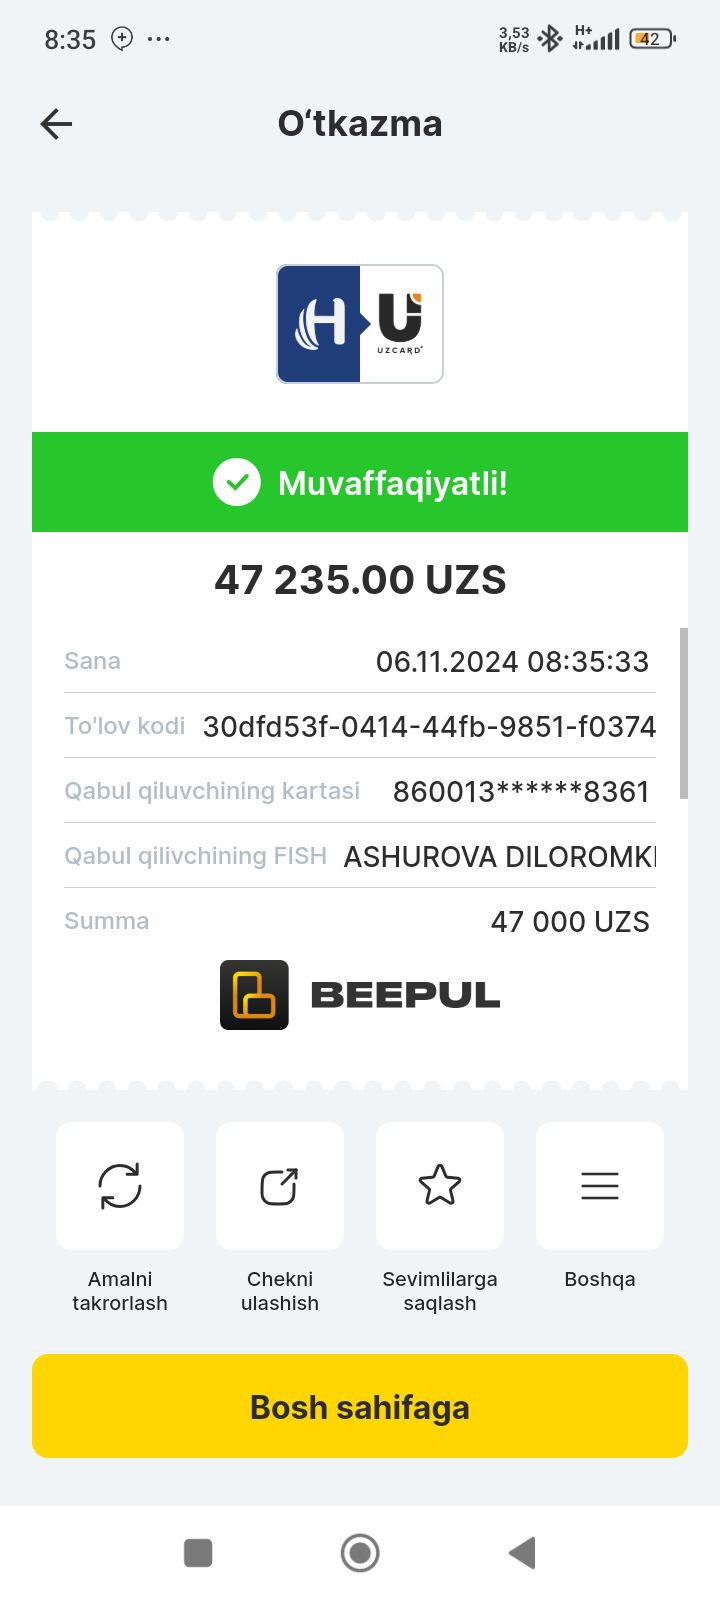 8:35
3,53
KB/s
H+
42
O‘tkazma
H U
UZCARD
Muvaffaqiyatli!
47 235.00 UZS
Sana 06.11.2024 08:35:33
To'lov kodi 30dfd53f-0414-44fb-9851-f0374
Qabul qiluvchining kartasi 860013******8361
Qabul qilivchining FISH ASHUROVA DILOROMK
Summa 47 000 UZS
BEEPUL
Amalni
takrorlash
Chekni
ulashish
Sevimlilarga
saqlash
Boshqa
Bosh sahifaga